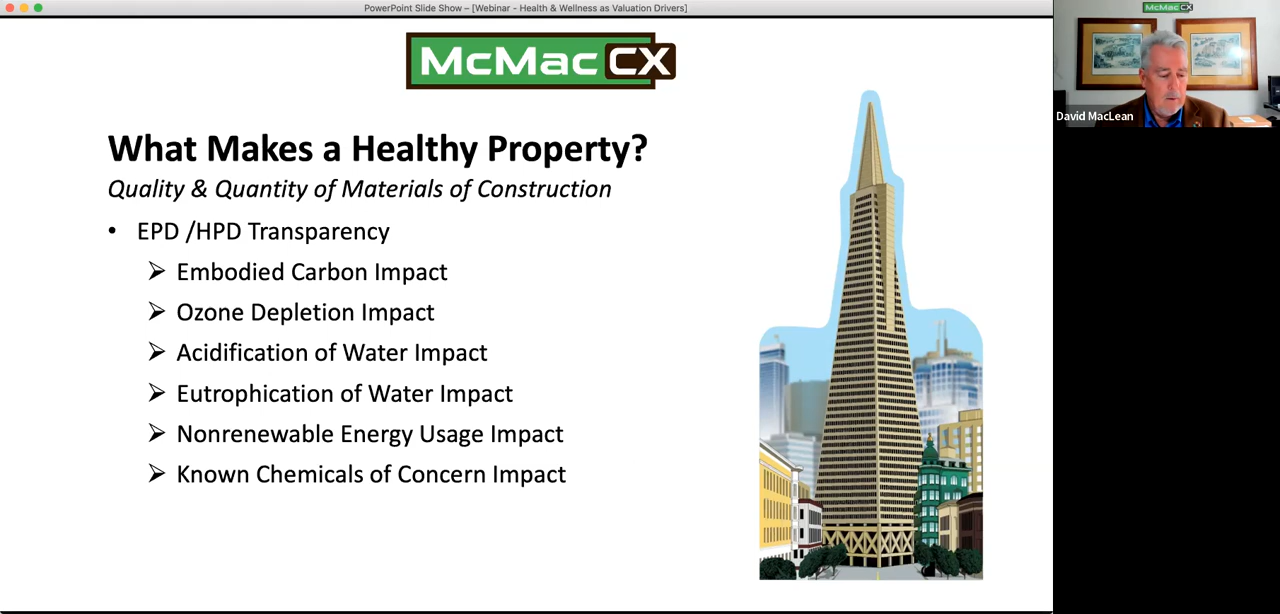 PowerPoint Slide Show – [Webinar - Health & Wellness as Valuation Drivers]
McMac CX
McMac CX
David MacLean
What Makes a Healthy Property?
Quality & Quantity of Materials of Construction
• EPD /HPD Transparency
➢ Embodied Carbon Impact
➢ Ozone Depletion Impact
➢ Acidification of Water Impact
➢ Eutrophication of Water Impact
➢ Nonrenewable Energy Usage Impact
➢ Known Chemicals of Concern Impact